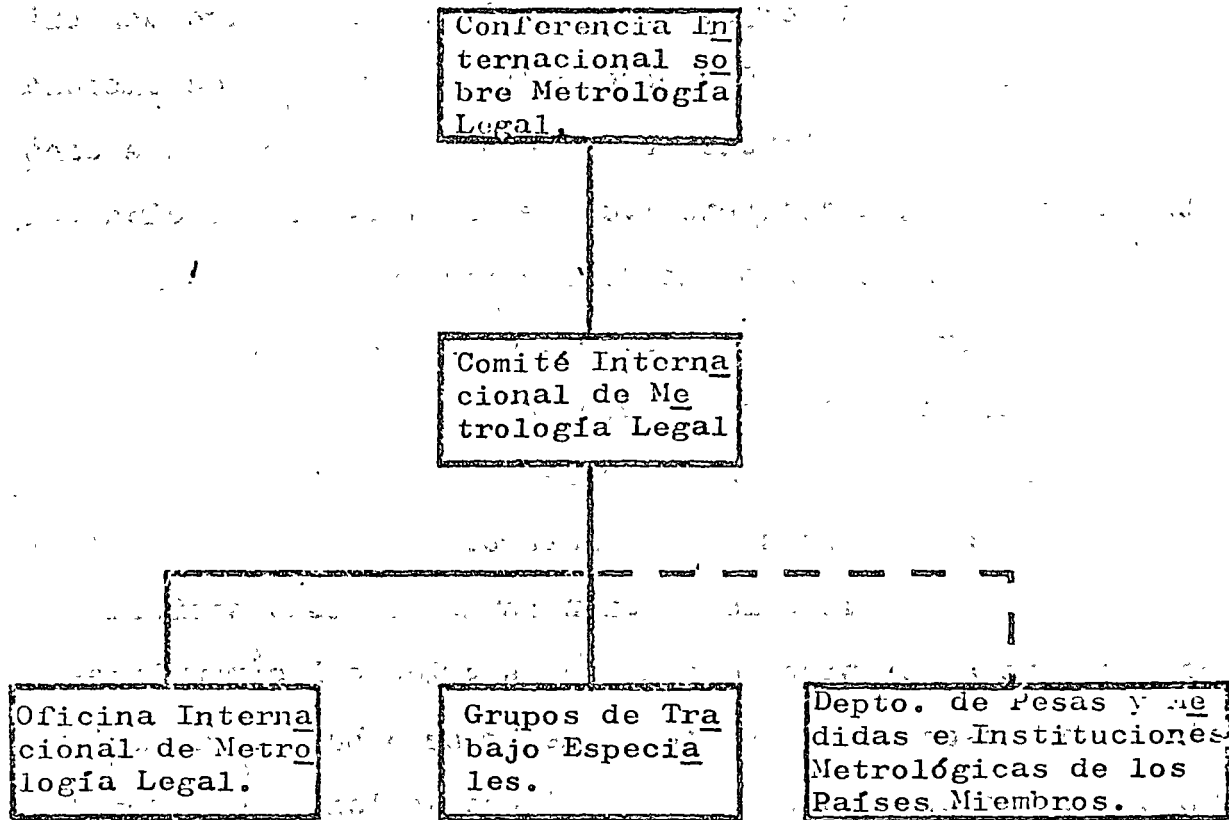 Conferencia In
ternacional so
bre Metrología
Legal.
Comité Interna
cional de Me
trología Legal
Oficina Interna
cional de Metro
logía Legal.
Grupos de Tra
bajo Especia
les.
Depto. de Pesas y Me
didas e Instituciones
Metrológicas de los
Países Miembros.